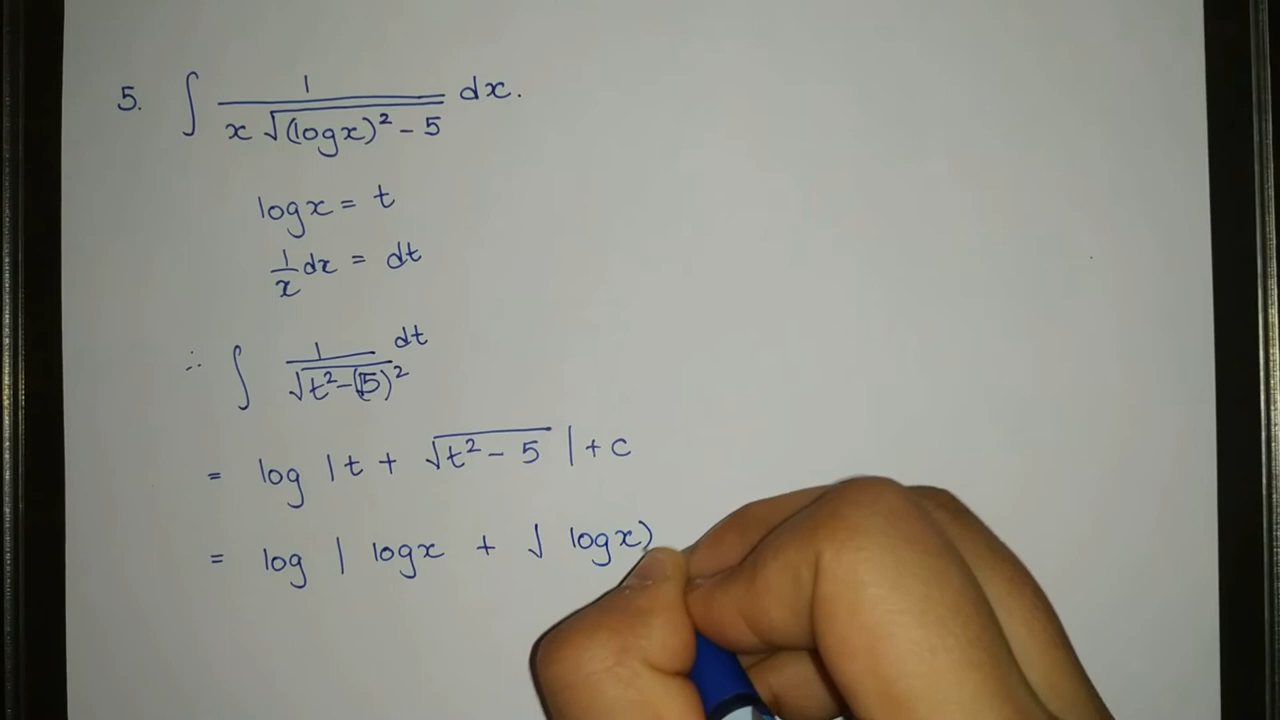 5. ∫ 1 / x √(logx)² - 5 dx.
logx = t
1/x dx = dt
∴ ∫ 1 / √t² - (√5)² dt
= log | t + √t² - 5 | + c
= log | logx + √ logx)